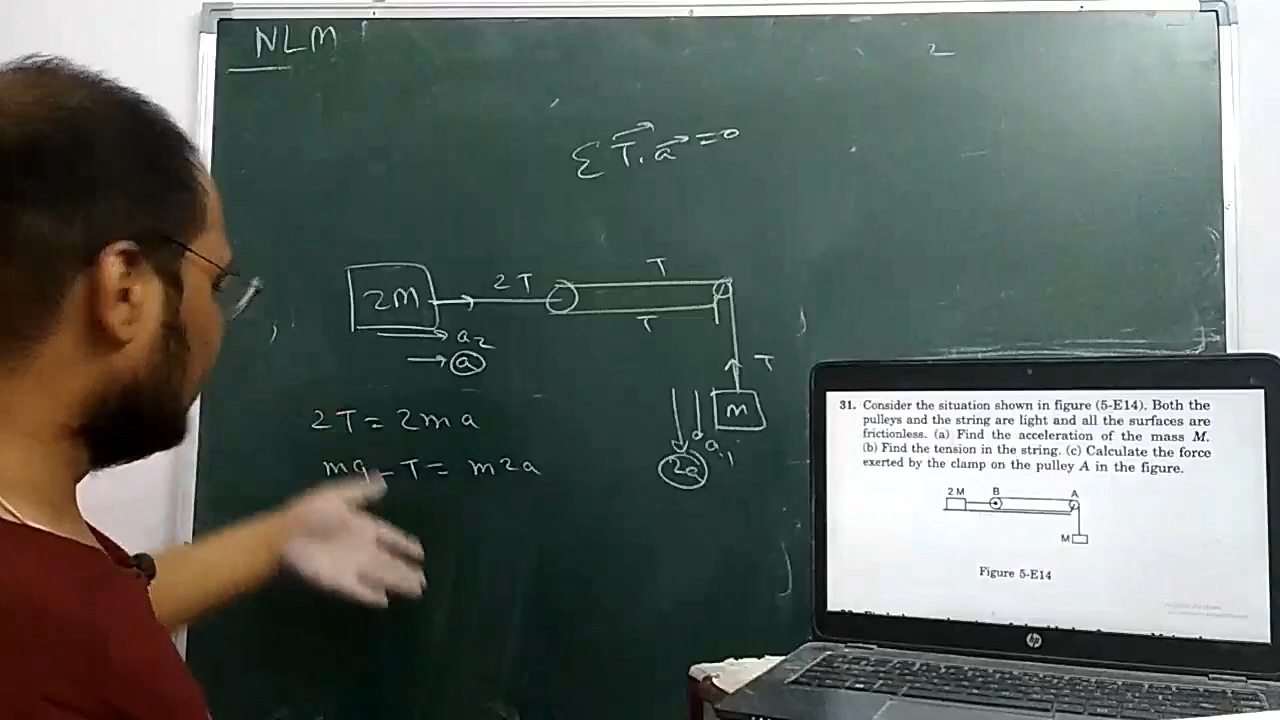 NLM
Σ T⃗.a⃗ = 0
2M
2T
T
T
T
a₂
a
m
a₁
2a
2T = 2ma
mg - T = m2a
31. Consider the situation shown in figure (5-E14). Both the
pulleys and the string are light and all the surfaces are
frictionless. (a) Find the acceleration of the mass M.
(b) Find the tension in the string. (c) Calculate the force
exerted by the clamp on the pulley A in the figure.
2 M B A
M
Figure 5-E14
hp